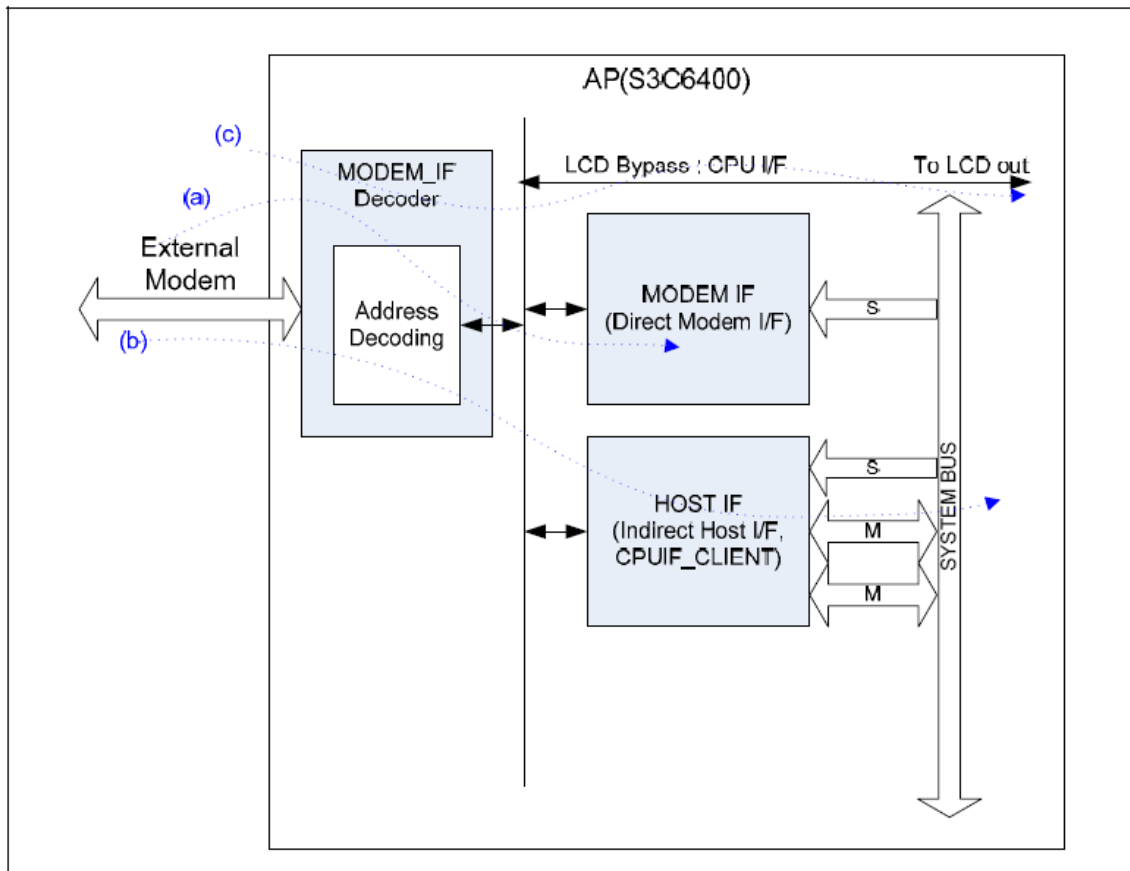 AP(S3C6400)
(c)
MODEM_IF
Decoder
LCD Bypass : CPU I/F
To LCD out
(a)
External
Modem
Address
Decoding
MODEM IF
(Direct Modem I/F)
S
(b)
S
HOST IF
(Indirect Host I/F,
CPUIF_CLIENT)
M
M
SYSTEM BUS